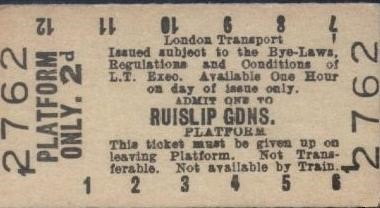 12 11 10 9 8 7
London Transport
Issued subject to the Bye-Laws,
Regulations and Conditions of
L.T. Exec. Available One Hour
on day of issue only.
ADMIT ONE TO
RUISLIP GDNS.
PLATFORM
This ticket must be given up on
leaving Platform. Not Trans-
ferable. Not available by Train.
1 2 3 4 5 6
2762
PLATFORM
ONLY. 2d
2762